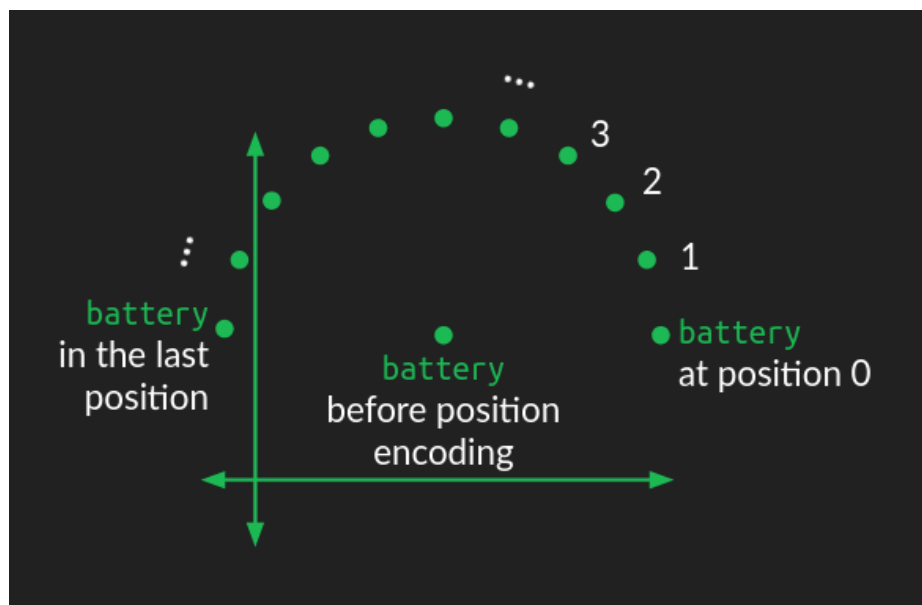 ...
3
2
1
...
battery
in the last
position
battery
before position
encoding
battery
at position 0